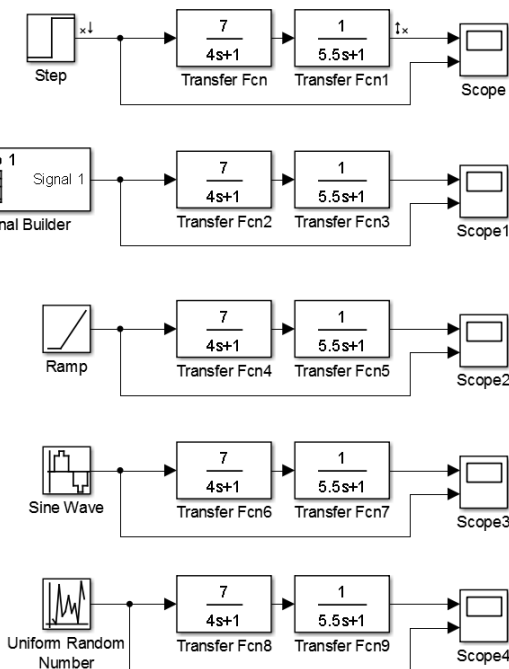 7 1
4s+1 5.5s+1
Step Transfer Fcn Transfer Fcn1 Scope
1
Signal 1 7 1
4s+1 5.5s+1
nal Builder Transfer Fcn2 Transfer Fcn3 Scope1
7 1
4s+1 5.5s+1
Ramp Transfer Fcn4 Transfer Fcn5 Scope2
7 1
4s+1 5.5s+1
Sine Wave Transfer Fcn6 Transfer Fcn7 Scope3
7 1
4s+1 5.5s+1
Uniform Random Transfer Fcn8 Transfer Fcn9 Scope4
Number